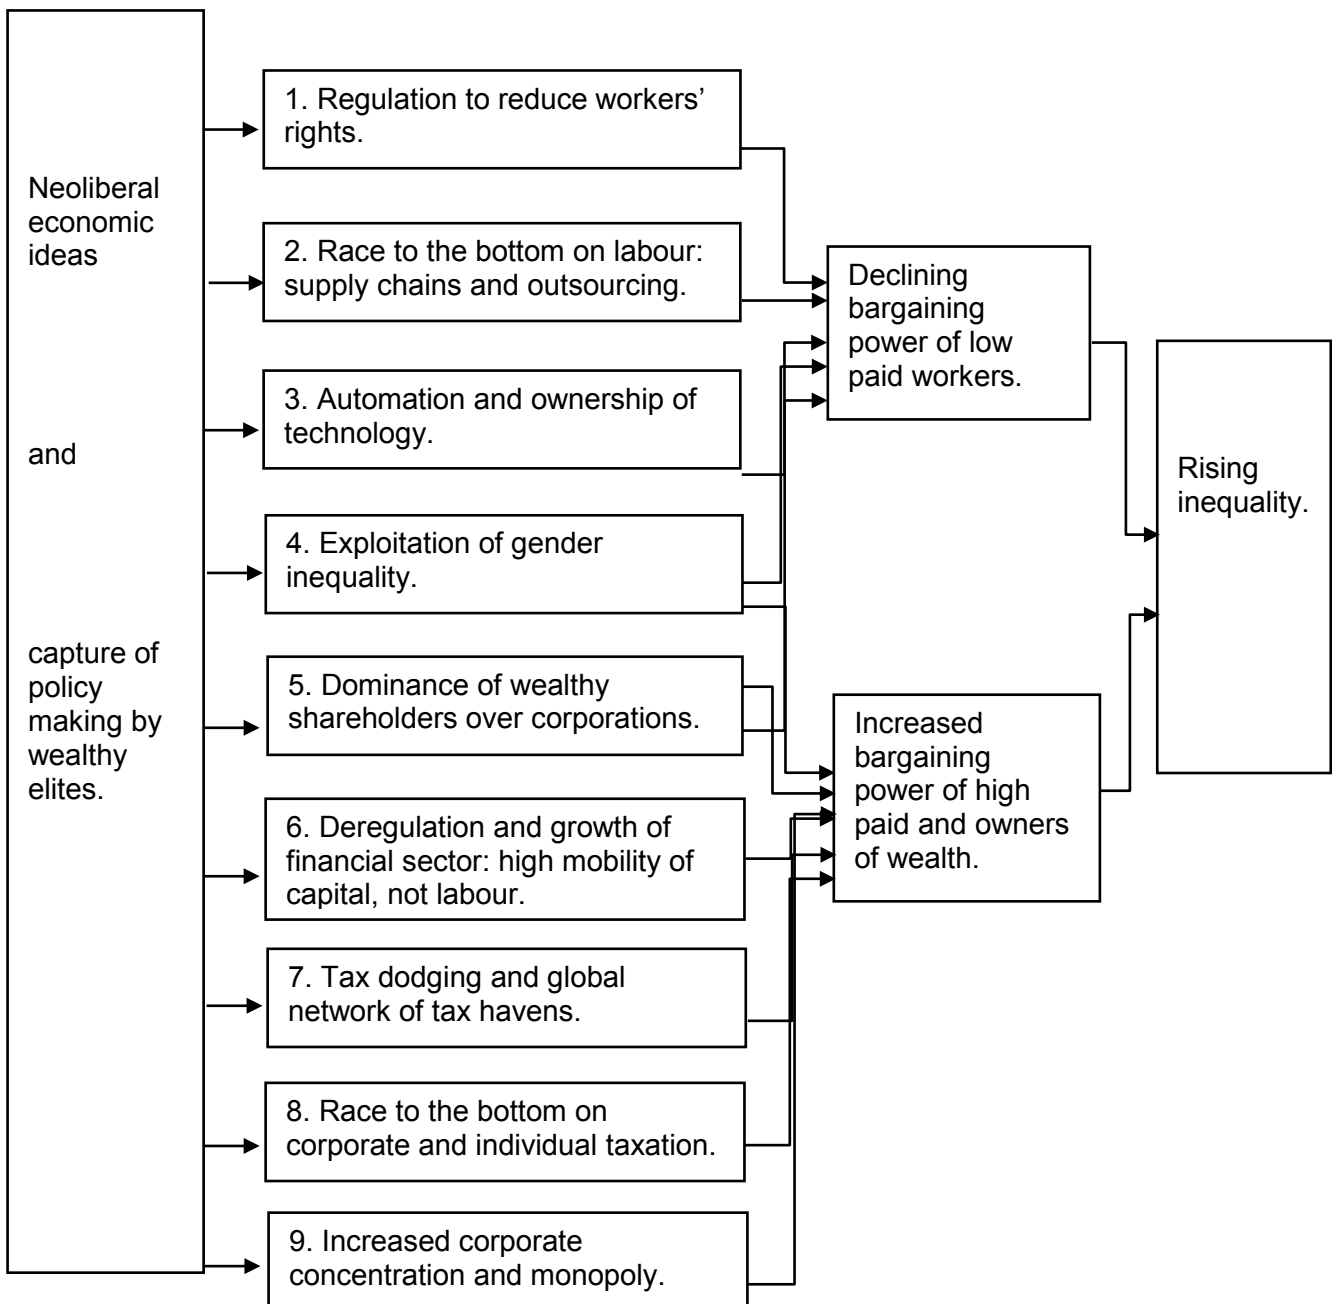 Neoliberal
economic
ideas
and
capture of
policy
making by
wealthy
elites.
1. Regulation to reduce workers’
rights.
2. Race to the bottom on labour:
supply chains and outsourcing.
3. Automation and ownership of
technology.
4. Exploitation of gender
inequality.
5. Dominance of wealthy
shareholders over corporations.
6. Deregulation and growth of
financial sector: high mobility of
capital, not labour.
7. Tax dodging and global
network of tax havens.
8. Race to the bottom on
corporate and individual taxation.
9. Increased corporate
concentration and monopoly.
Declining
bargaining
power of low
paid workers.
Increased
bargaining
power of high
paid and owners
of wealth.
Rising
inequality.